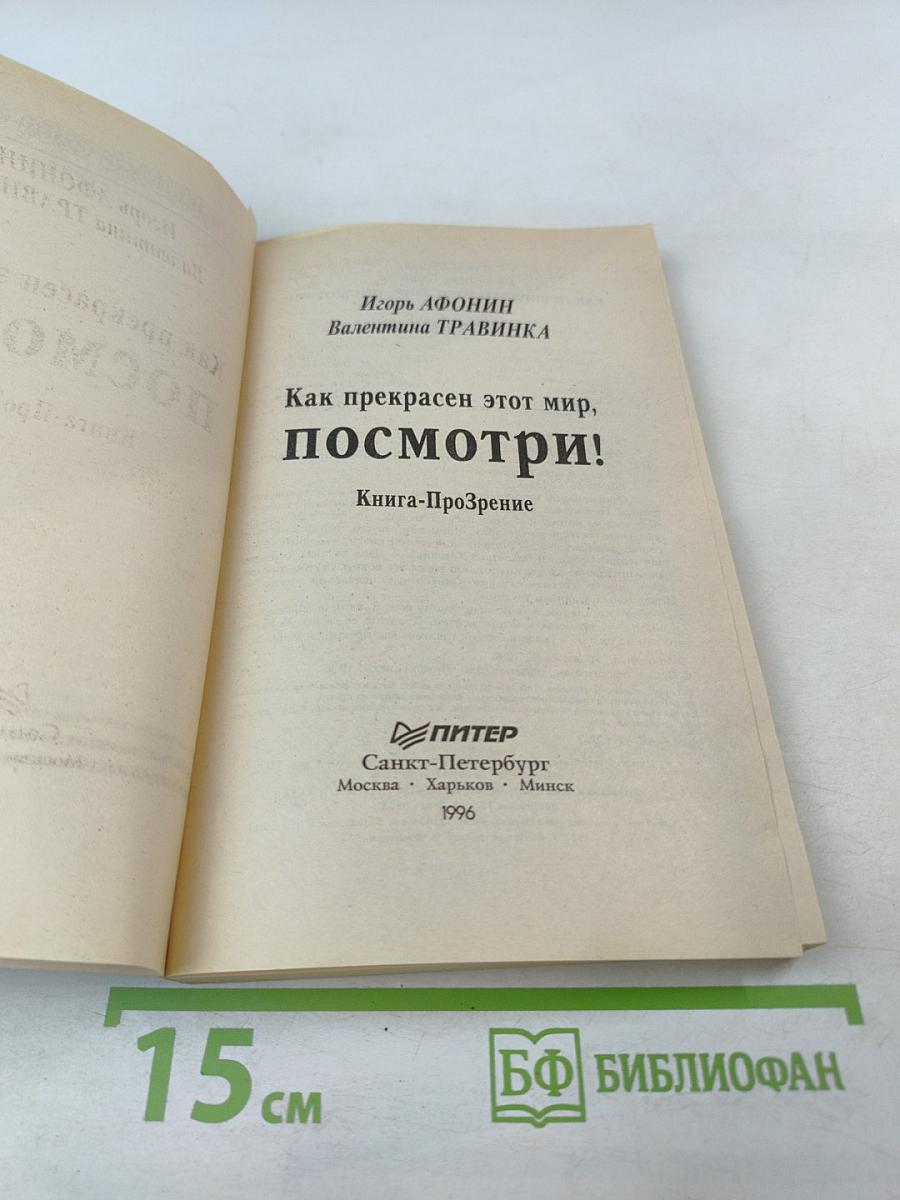 Игорь АФОНИН
Валентина ТРАВИНКА
Как прекрасен этот мир,
ПОСМОТРИ!
Книга-ПроЗрение
ПИТЕР
Санкт-Петербург
Москва · Харьков · Минск
1996
15 см
БФ БИБЛИОФАН